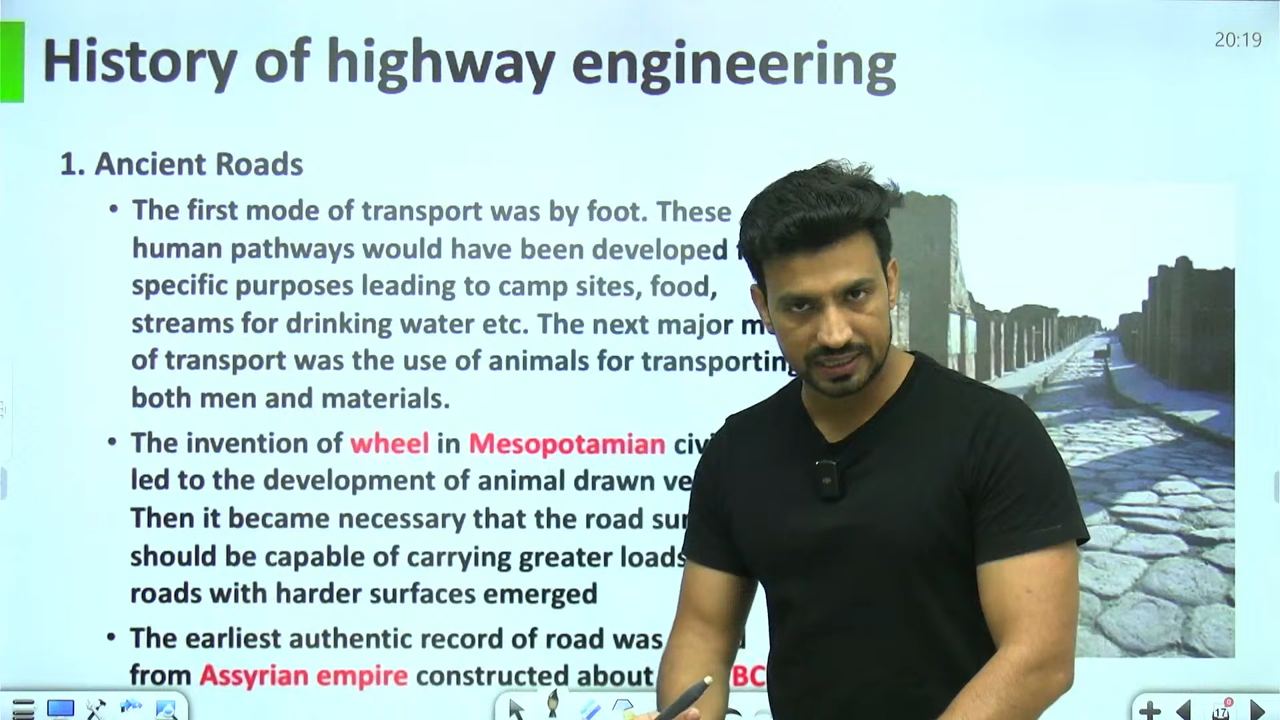 History of highway engineering
20:19
1. Ancient Roads
• The first mode of transport was by foot. These
human pathways would have been developed
specific purposes leading to camp sites, food,
streams for drinking water etc. The next major
of transport was the use of animals for transporting
both men and materials.
• The invention of wheel in Mesopotamian
led to the development of animal drawn
Then it became necessary that the road
should be capable of carrying greater loads
roads with harder surfaces emerged
• The earliest authentic record of road was
from Assyrian empire constructed about BC
17